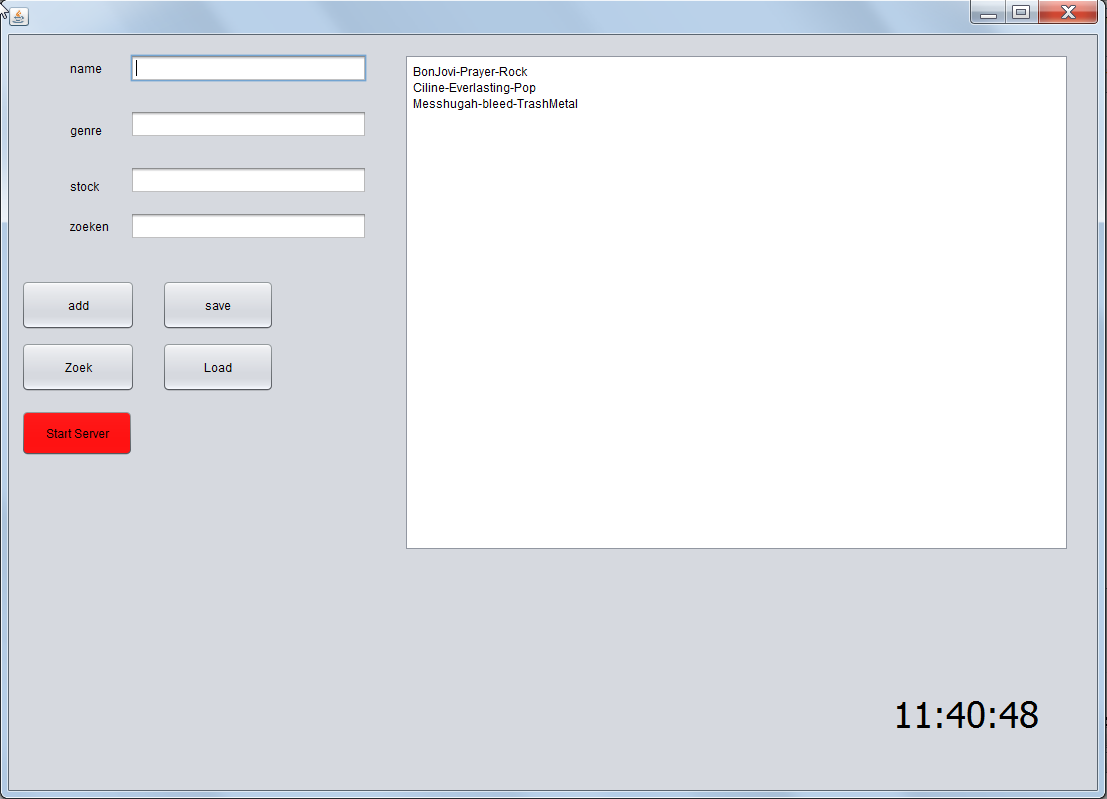 name
genre
stock
zoeken
add
save
Zoek
Load
Start Server
BonJovi-Prayer-Rock
Ciline-Everlasting-Pop
Messhugah-bleed-TrashMetal
11:40:48